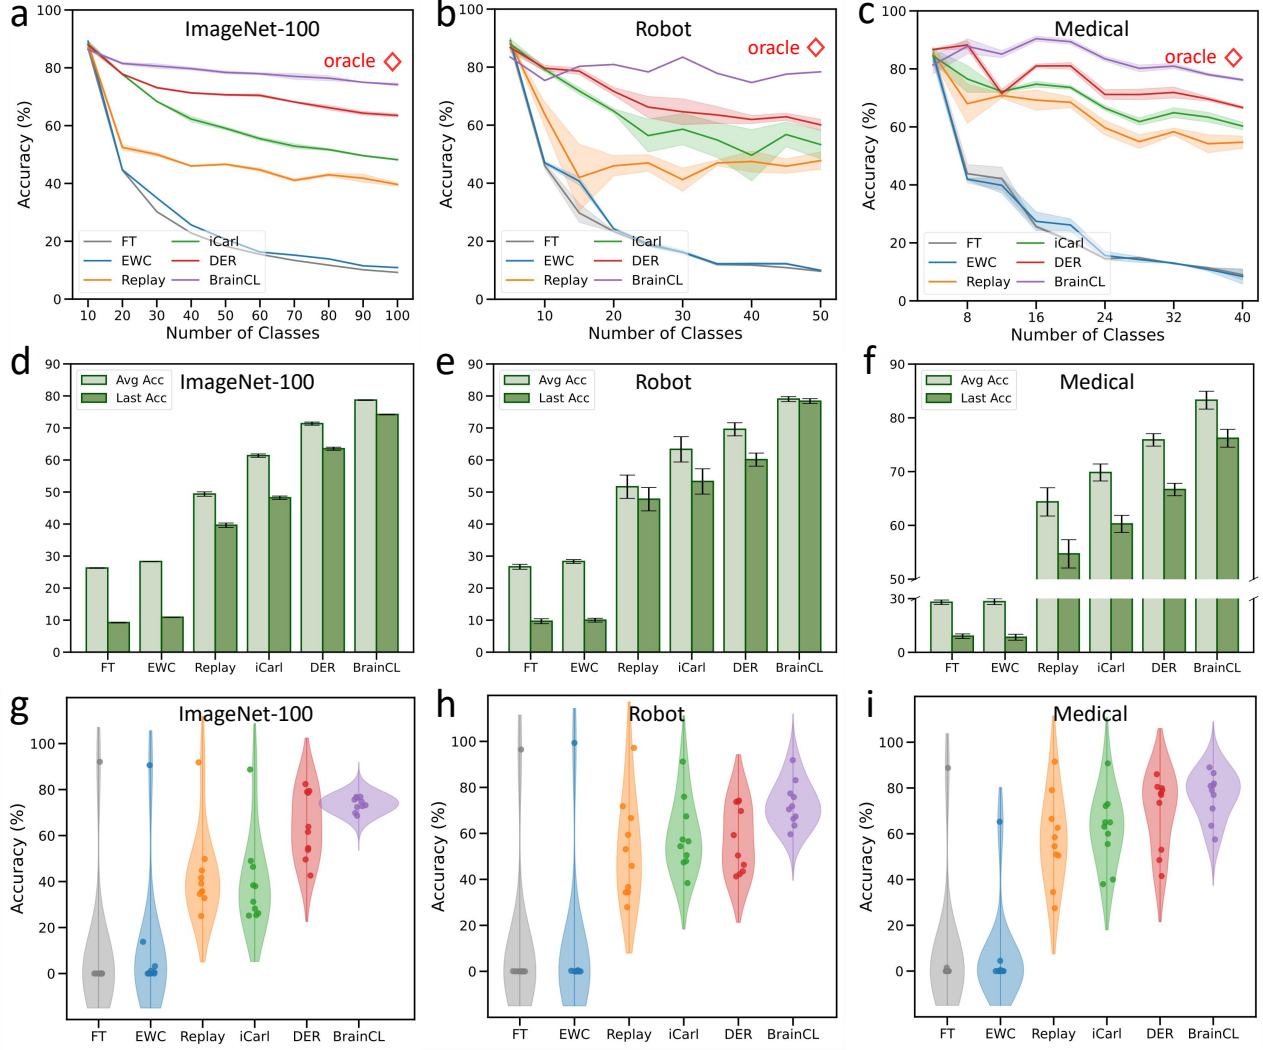 a
ImageNet-100
oracle
Accuracy (%)
100
80
60
40
20
0
FT
EWC
Replay
iCarl
DER
BrainCL
10 20 30 40 50 60 70 80 90 100
Number of Classes
b
Robot
oracle
Accuracy (%)
100
80
60
40
20
0
FT
EWC
Replay
iCarl
DER
BrainCL
10 20 30 40 50
Number of Classes
c
Medical
oracle
Accuracy (%)
100
80
60
40
20
0
FT
EWC
Replay
iCarl
DER
BrainCL
8 16 24 32 40
Number of Classes
d
ImageNet-100
Avg Acc
Last Acc
90
80
70
60
50
40
30
20
10
0
FT EWC Replay iCarl DER BrainCL
e
Robot
Avg Acc
Last Acc
90
80
70
60
50
40
30
20
10
0
FT EWC Replay iCarl DER BrainCL
f
Medical
Avg Acc
Last Acc
90
80
70
60
50
30
0
FT EWC Replay iCarl DER BrainCL
g
ImageNet-100
Accuracy (%)
100
80
60
40
20
0
FT EWC Replay iCarl DER BrainCL
h
Robot
Accuracy (%)
100
80
60
40
20
0
FT EWC Replay iCarl DER BrainCL
i
Medical
Accuracy (%)
100
80
60
40
20
0
FT EWC Replay iCarl DER BrainCL